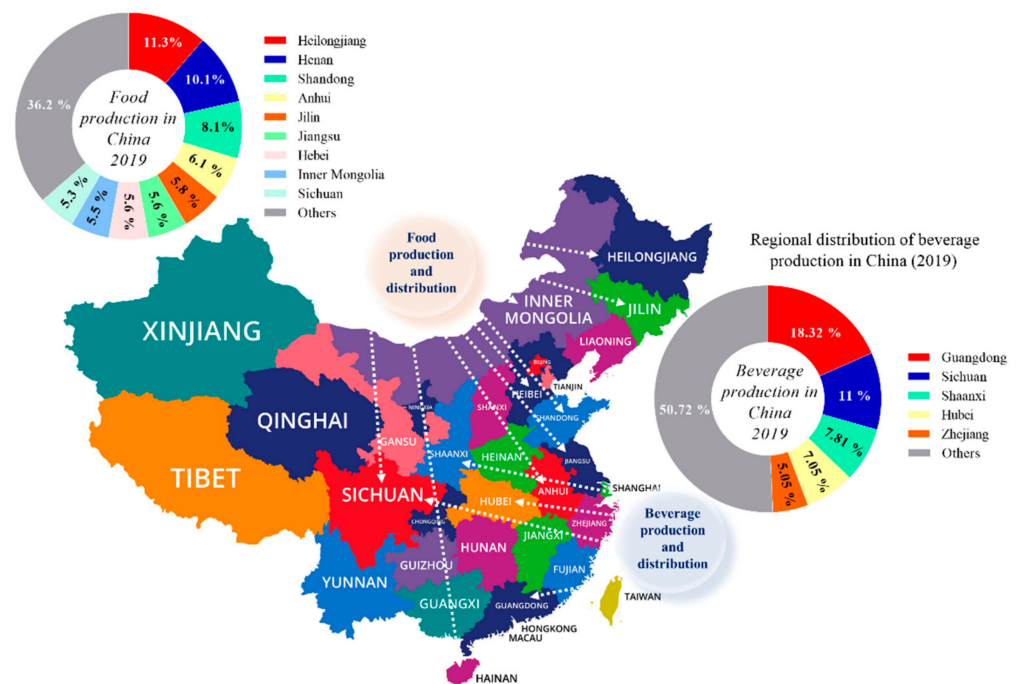 11.3%
10.1%
8.1%
6.1 %
5.8 %
5.6 %
5.6 %
5.5 %
5.3 %
36.2 %
Food
production in
China
2019
Heilongjiang
Henan
Shandong
Anhui
Jilin
Jiangsu
Hebei
Inner Mongolia
Sichuan
Others
Food
production
and
distribution
Regional distribution of beverage
production in China (2019)
18.32 %
11 %
7.81 %
7.05 %
5.05 %
50.72 %
Beverage
production in
China
2019
Guangdong
Sichuan
Shaanxi
Hubei
Zhejiang
Others
HEILONGJIANG
JILIN
INNER
MONGOLIA
LIAONING
XINJIANG
BEIJING
TIANJIN
HEIBEI
NINGXIA
SHANXI
SHANDONG
QINGHAI
GANSU
SHAANXI
HEINAN
JIANGSU
TIBET
SICHUAN
HUBEI
ANHUI
SHANGHAI
CHONGQING
ZHEJIANG
Beverage
production
and
distribution
HUNAN
JIANGXI
GUIZHOU
FUJIAN
YUNNAN
GUANGXI
GUANGDONG
TAIWAN
HONGKONG
MACAU
HAINAN